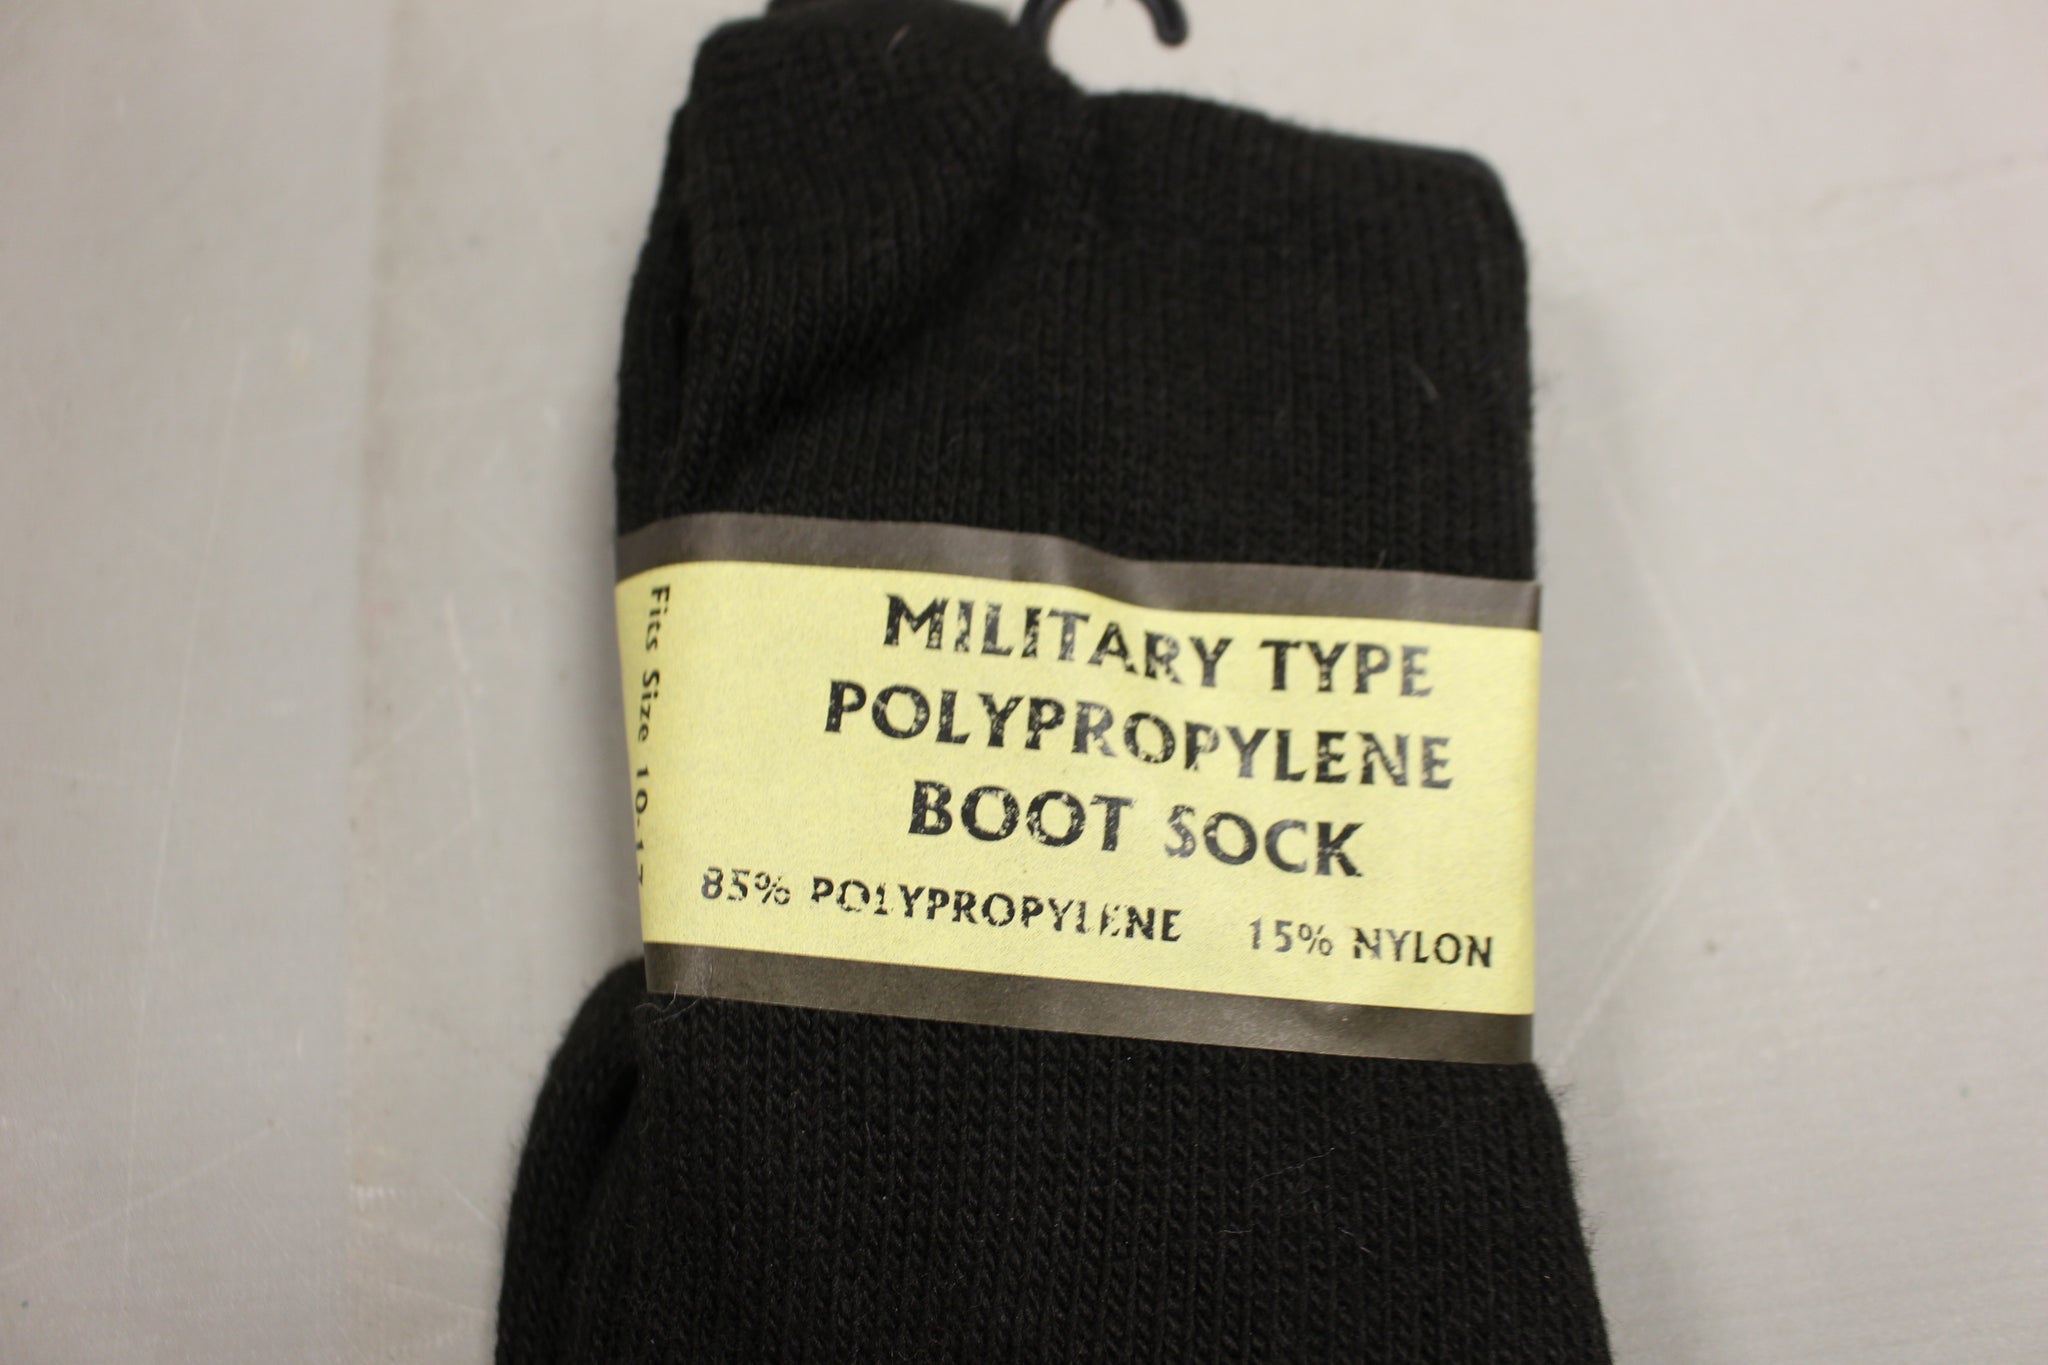 MILITARY TYPE
POLYPROPYLENE
BOOT SOCK
85% POLYPROPYLENE 15% NYLON
Fits Size